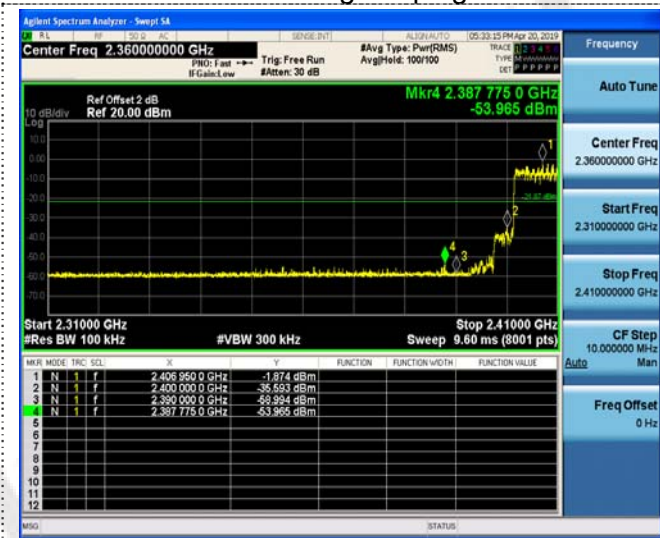 Agilent Spectrum Analyzer - Swept SA
RL RF 50 Ω AC SENSE:INT ALIGNAUTO 05:33:15 PM Apr 20, 2019
Center Freq 2.360000000 GHz
PNO: Fast
IFGain:Low
Trig: Free Run
#Atten: 30 dB
#Avg Type: Pwr(RMS)
Avg|Hold: 100/100
TRACE 1 2 3 4 5 6
TYPE
DET P P P P P P
Mkr4 2.387 775 0 GHz
-53.965 dBm
Ref Offset 2 dB
10 dB/div Ref 20.00 dBm
Log
10.0
0.00
-10.0
-20.0
-30.0
-40.0
-50.0
-60.0
-70.0
1
-21.87 dBm
2
4
3
Start 2.31000 GHz Stop 2.41000 GHz
#Res BW 100 kHz #VBW 300 kHz Sweep 9.60 ms (8001 pts)
MKR MODE TRC SCL X Y FUNCTION FUNCTION WIDTH FUNCTION VALUE
1 N 1 f 2.406 950 0 GHz -1.874 dBm
2 N 1 f 2.400 000 0 GHz -35.593 dBm
3 N 1 f 2.390 000 0 GHz -58.994 dBm
4 N 1 f 2.387 775 0 GHz -53.965 dBm
5
6
7
8
9
10
11
12
MSG STATUS
Frequency
Auto Tune
Center Freq
2.360000000 GHz
Start Freq
2.310000000 GHz
Stop Freq
2.410000000 GHz
CF Step
10.000000 MHz
Auto Man
Freq Offset
0 Hz